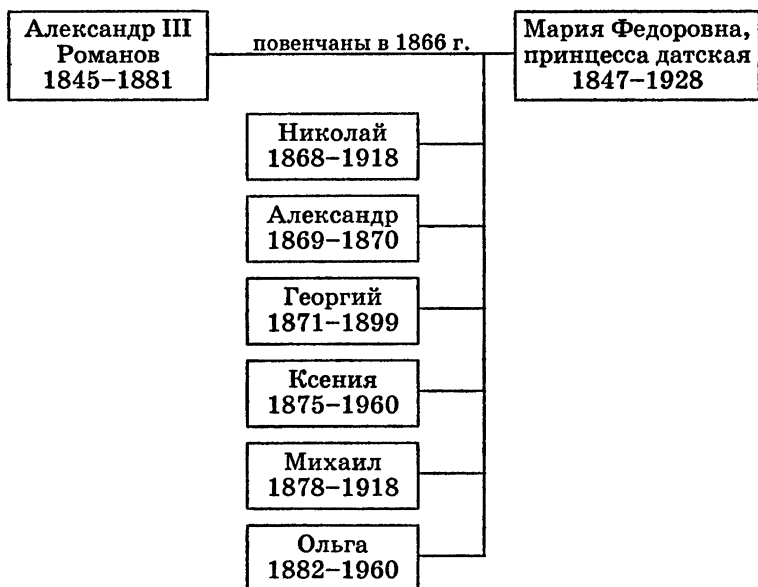 Александр III
Романов
1845–1881
повенчаны в 1866 г.
Мария Федоровна,
принцесса датская
1847–1928
Николай
1868–1918
Александр
1869–1870
Георгий
1871–1899
Ксения
1875–1960
Михаил
1878–1918
Ольга
1882–1960